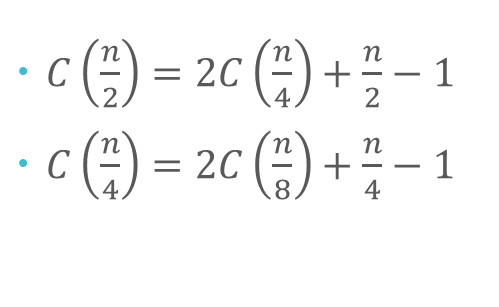 • C(n/2) = 2C(n/4) + n/2 − 1
• C(n/4) = 2C(n/8) + n/4 − 1